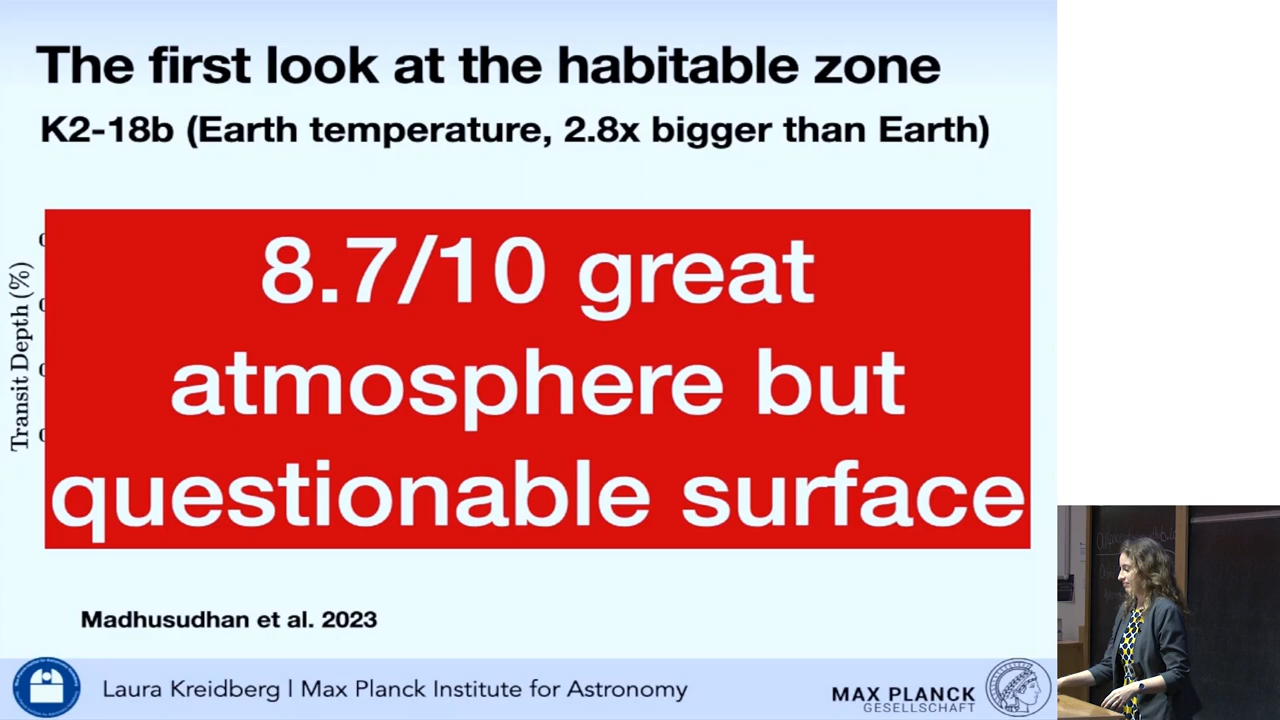 The first look at the habitable zone
K2-18b (Earth temperature, 2.8x bigger than Earth)
Transit Depth (%)
8.7/10 great
atmosphere but
questionable surface
Madhusudhan et al. 2023
Laura Kreidberg | Max Planck Institute for Astronomy
MAX PLANCK
GESELLSCHAFT